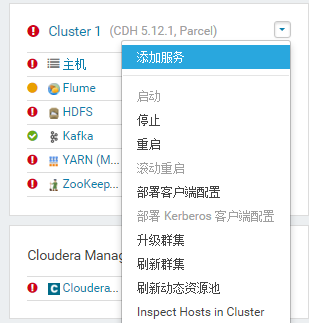 Cluster 1 (CDH 5.12.1, Parcel)
添加服务
主机
启动
Flume
停止
HDFS
重启
Kafka
滚动重启
YARN (M...
部署客户端配置
ZooKeep...
部署 Kerberos 客户端配置
升级群集
Cloudera Manag
刷新群集
Cloudera...
刷新动态资源池
Inspect Hosts in Cluster